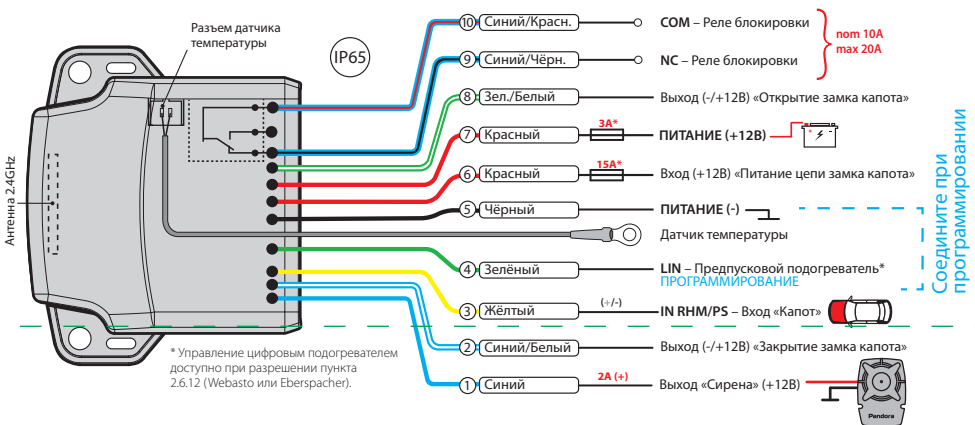 Разъем датчика
температуры
IP65
Антенна 2.4GHz
10 Синий/Красн. COM – Реле блокировки
9 Синий/Чёрн. NC – Реле блокировки
nom 10A
max 20A
8 Зел./Белый Выход (-/+12В) «Открытие замка капота»
7 Красный 3A* ПИТАНИЕ (+12В)
6 Красный 15A* Вход (+12В) «Питание цепи замка капота»
5 Чёрный ПИТАНИЕ (-)
Датчик температуры
4 Зелёный LIN – Предпусковой подогреватель*
ПРОГРАММИРОВАНИЕ
3 Жёлтый (+/-) IN RHM/PS – Вход «Капот»
2 Синий/Белый Выход (-/+12В) «Закрытие замка капота»
1 Синий 2A (+) Выход «Сирена» (+12В)
Pandora
Соедините при
программировании
* Управление цифровым подогревателем
доступно при разрешении пункта
2.6.12 (Webasto или Eberspacher).